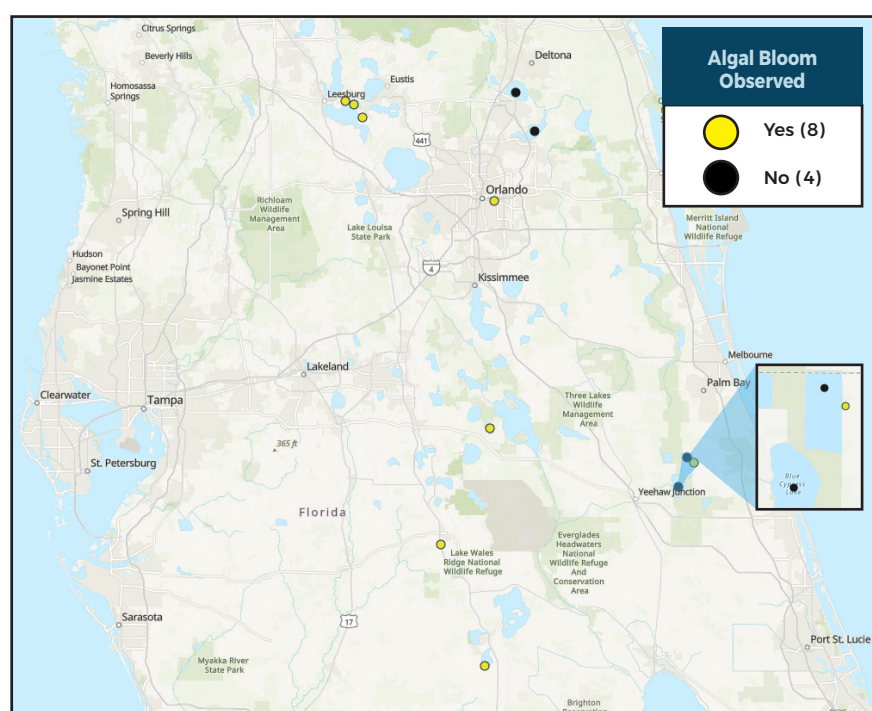 Citrus Springs
Beverly Hills
Homosassa
Springs
Leesburg
Eustis
Deltona
441
Orlando
Richloam
Wildlife
Management
Area
Spring Hill
Lake Louisa
State Park
Merritt Island
National
Wildlife Refuge
Hudson
Bayonet Point
Jasmine Estates
4
Kissimmee
Lakeland
Melbourne
Palm Bay
Clearwater
Tampa
Three Lakes
Wildlife
Management
Area
365 ft
St. Petersburg
Yeehaw Junction
Florida
Everglades
Headwaters
National
Wildlife Refuge
And
Conservation
Area
Lake Wales
Ridge National
Wildlife Refuge
Sarasota
17
Port St. Lucie
Myakka River
State Park
Brighton
Algal Bloom
Observed
Yes (8)
No (4)
Blue
Cypress
Lake